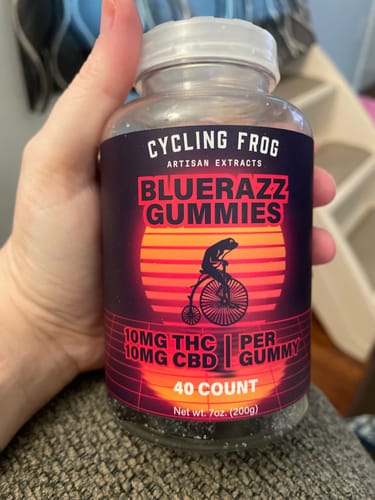 CYCLING FROG
ARTISAN EXTRACTS
BLUERAZZ
GUMMIES
10MG THC | PER
10MG CBD | GUMMY
40 COUNT
Net wt. 7oz. (200g)